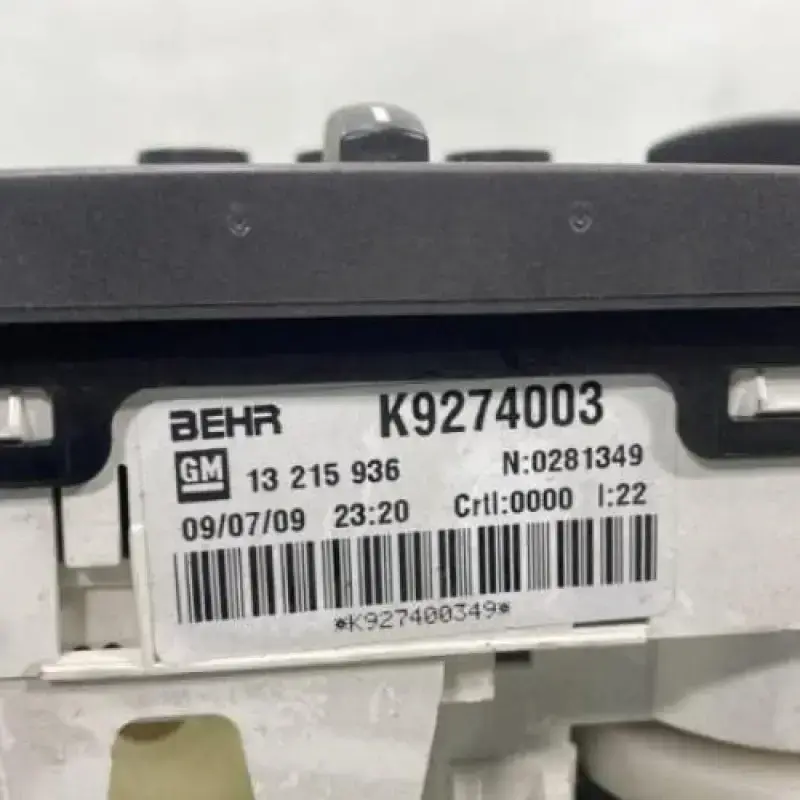 BEHR K9274003
GM 13 215 936 N:0281349
09/07/09 23:20 Crtl:0000 I:22
*K927400349*